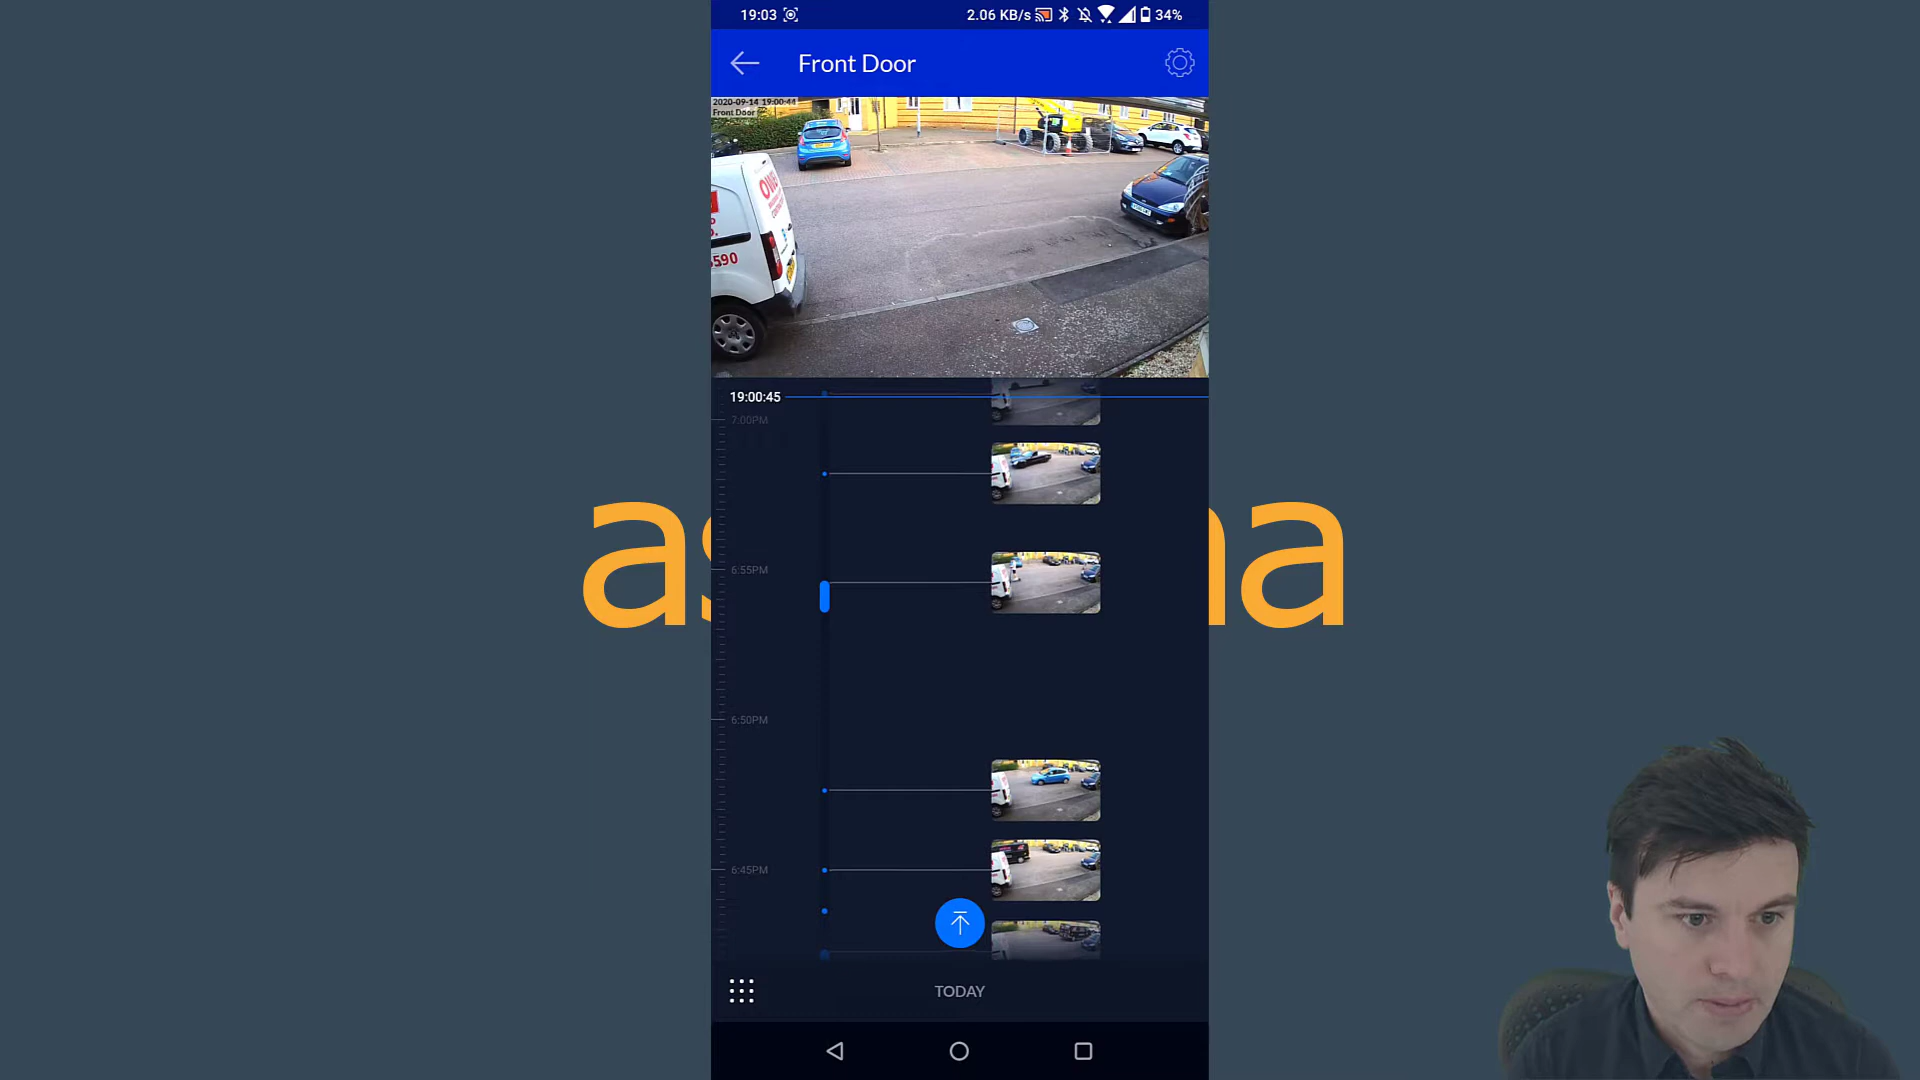 19:03
2.06 KB/s
34%
Front Door
2020-09-14 19:00:44
Front Door
590
19:00:45
7:00PM
6:55PM
6:50PM
6:45PM
TODAY